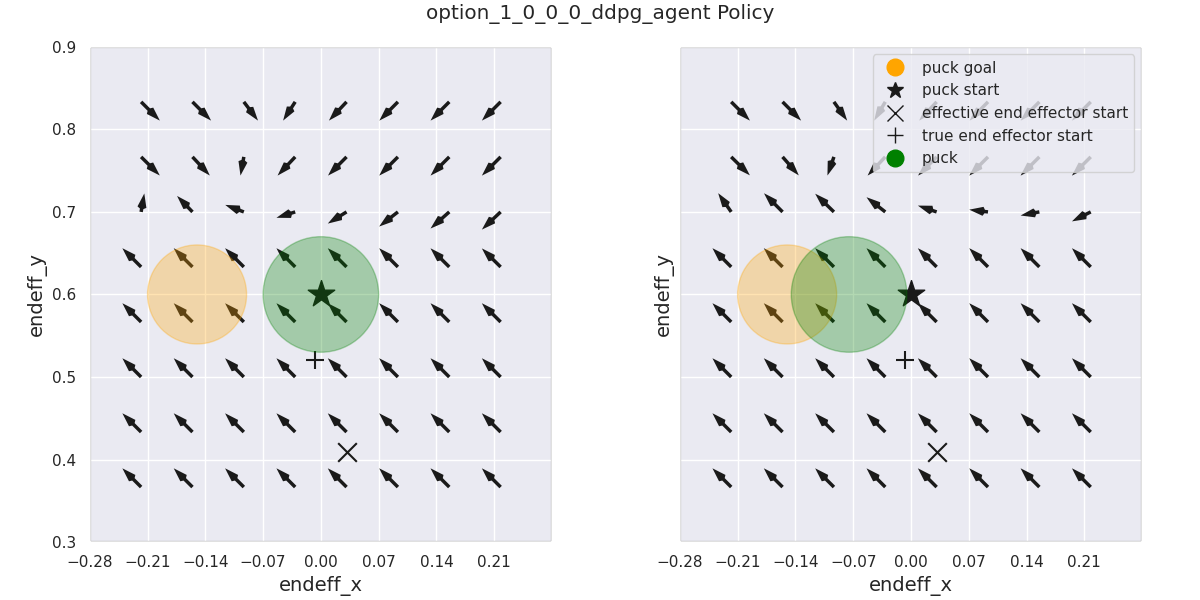 option_1_0_0_0_ddpg_agent Policy
0.9
0.8
0.7
0.6
0.5
0.4
0.3
endeff_y
−0.28 −0.21 −0.14 −0.07 0.00 0.07 0.14 0.21
endeff_x
puck goal
puck start
effective end effector start
true end effector start
puck
endeff_y
−0.28 −0.21 −0.14 −0.07 0.00 0.07 0.14 0.21
endeff_x